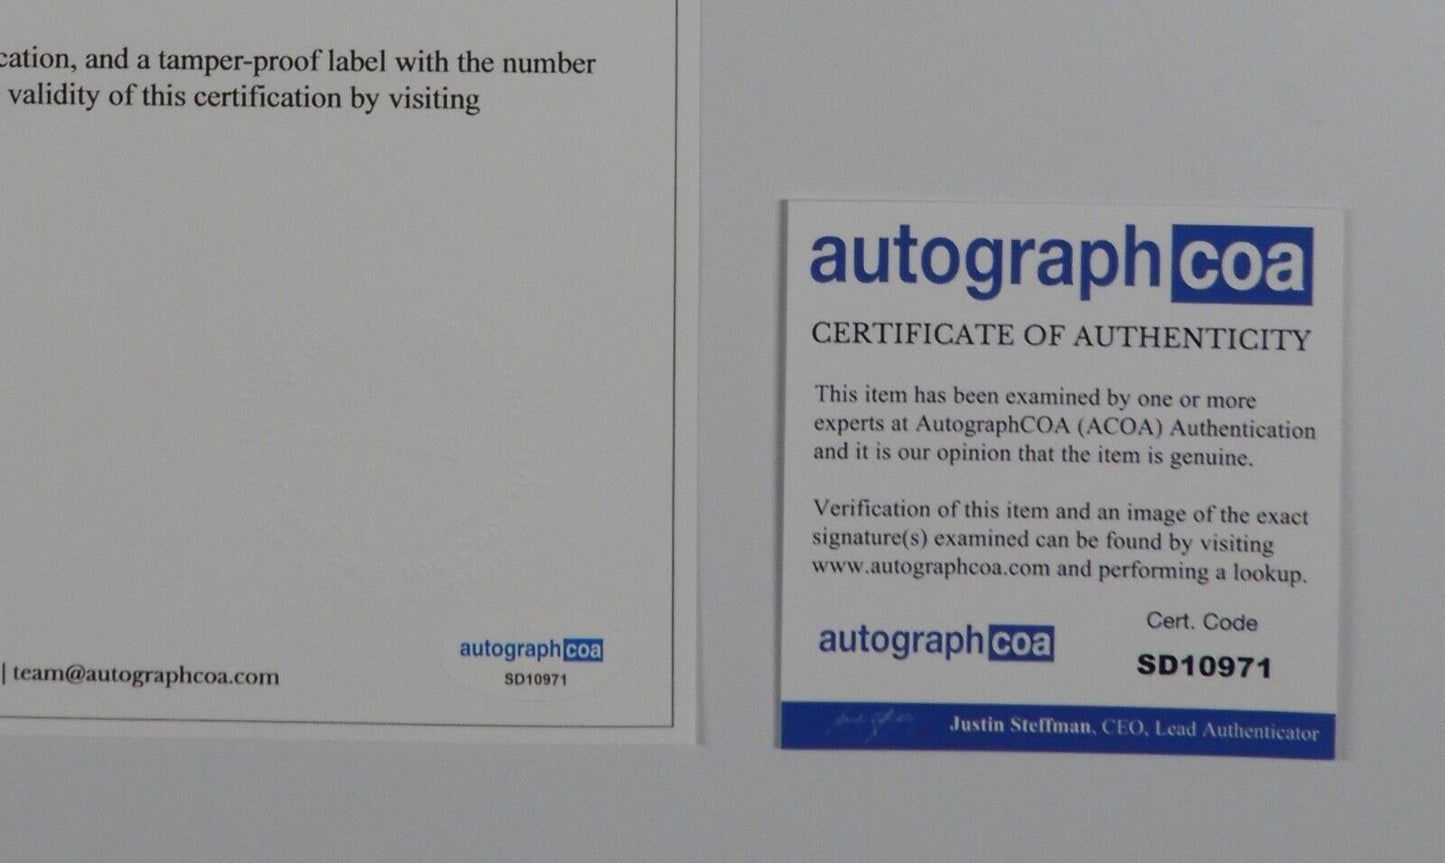 cation, and a tamper-proof label with the number
validity of this certification by visiting
| team@autographcoa.com
autographcoa
SD10971
autographcoa
CERTIFICATE OF AUTHENTICITY
This item has been examined by one or more
experts at AutographCOA (ACOA) Authentication
and it is our opinion that the item is genuine.
Verification of this item and an image of the exact
signature(s) examined can be found by visiting
www.autographcoa.com and performing a lookup.
autographcoa
Cert. Code
SD10971
Justin Steffman, CEO, Lead Authenticator